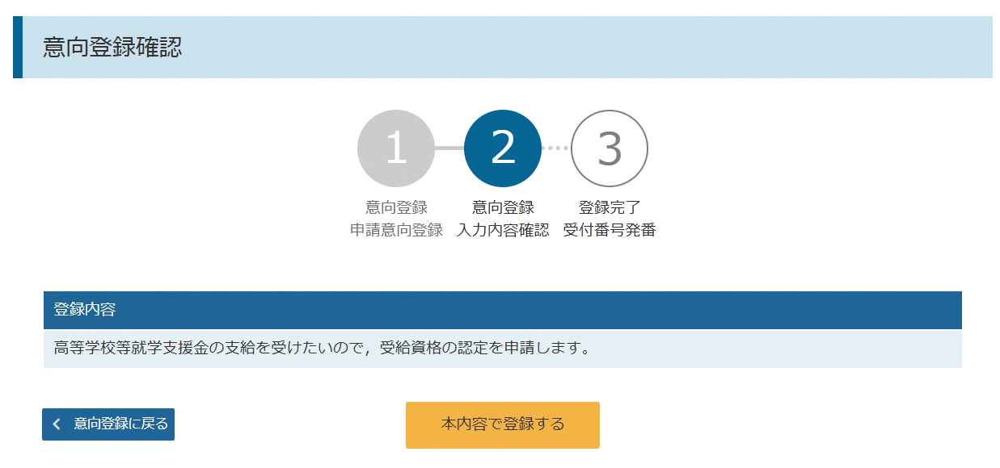 意向登録確認
1
2
3
意向登録
申請意向登録
意向登録
入力内容確認
登録完了
受付番号発番
登録内容
高等学校等就学支援金の支給を受けたいので，受給資格の認定を申請します。
意向登録に戻る
本内容で登録する